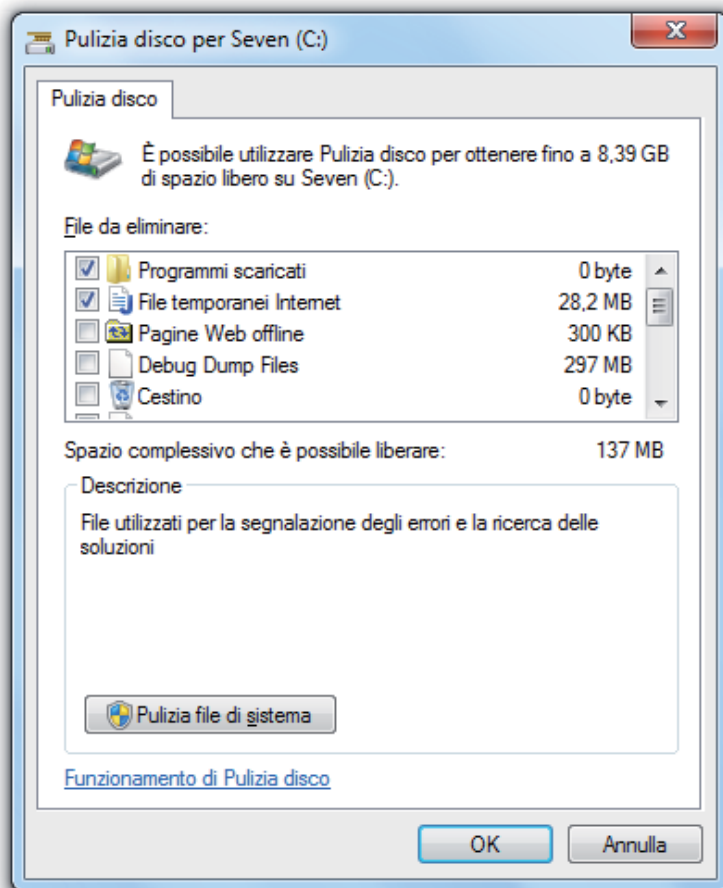 Pulizia disco per Seven (C:)
Pulizia disco
È possibile utilizzare Pulizia disco per ottenere fino a 8,39 GB
di spazio libero su Seven (C:).
File da eliminare:
Programmi scaricati 0 byte
File temporanei Internet 28,2 MB
Pagine Web offline 300 KB
Debug Dump Files 297 MB
Cestino 0 byte
Spazio complessivo che è possibile liberare: 137 MB
Descrizione
File utilizzati per la segnalazione degli errori e la ricerca delle
soluzioni
Pulizia file di sistema
Funzionamento di Pulizia disco
OK Annulla